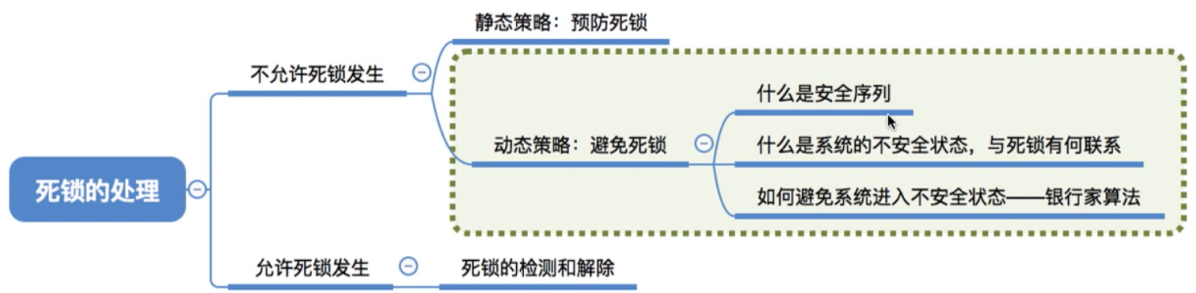 死锁的处理
不允许死锁发生
静态策略：预防死锁
动态策略：避免死锁
什么是安全序列
什么是系统的不安全状态，与死锁有何联系
如何避免系统进入不安全状态——银行家算法
允许死锁发生
死锁的检测和解除